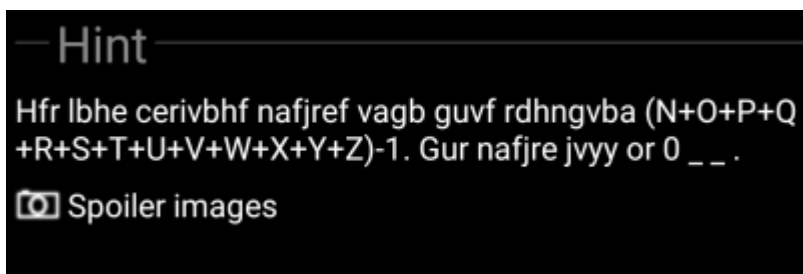 Hint
Hfr lbhe cerivbhf nafjref vagb guvf rdhngvba (N+O+P+Q
+R+S+T+U+V+W+X+Y+Z)-1. Gur nafjre jvyy or 0 _ _ .
Spoiler images